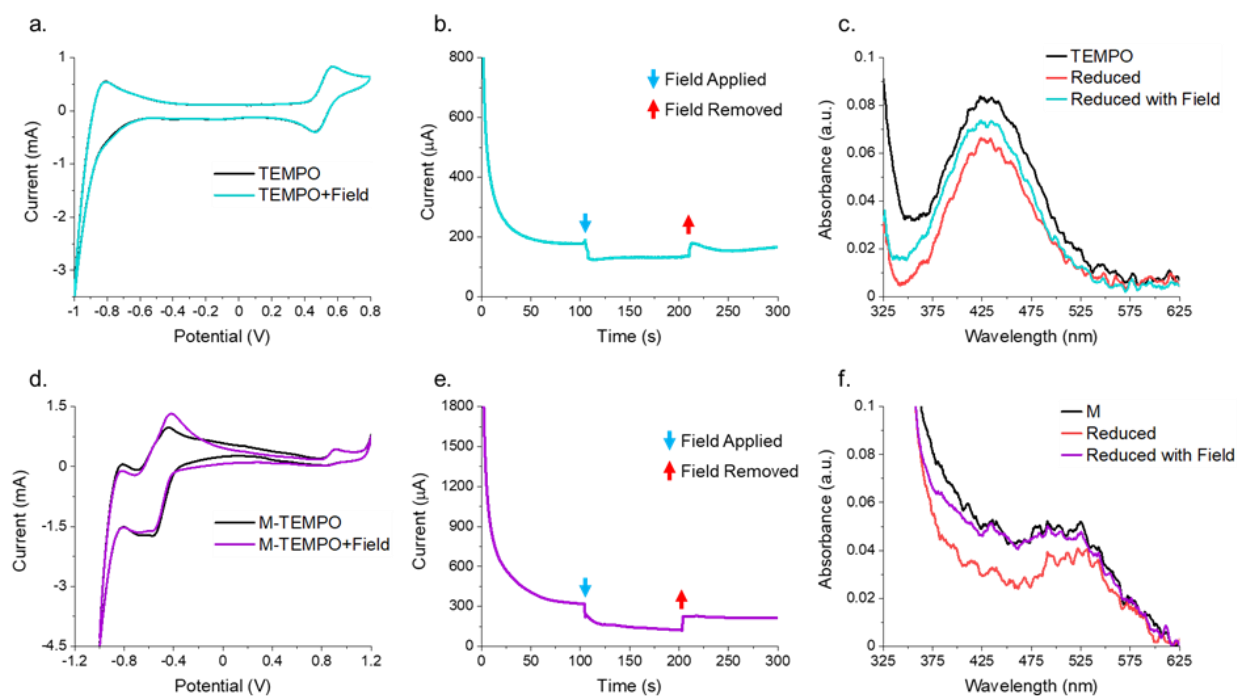 a.
Current (mA)
1
0
-1
-2
-3
TEMPO
TEMPO+Field
-1 -0.8 -0.6 -0.4 -0.2 0 0.2 0.4 0.6 0.8
Potential (V)
b.
Current (μA)
800
600
400
200
0
Field Applied
Field Removed
0 50 100 150 200 250 300
Time (s)
c.
Absorbance (a.u.)
0.1
0.08
0.06
0.04
0.02
0
TEMPO
Reduced
Reduced with Field
325 375 425 475 525 575 625
Wavelength (nm)
d.
Current (mA)
1.5
0
-1.5
-3
-4.5
M-TEMPO
M-TEMPO+Field
-1.2 -0.8 -0.4 0 0.4 0.8 1.2
Potential (V)
e.
Current (μA)
1800
1500
1200
900
600
300
0
Field Applied
Field Removed
0 50 100 150 200 250 300
Time (s)
f.
Absorbance (a.u.)
0.1
0.08
0.06
0.04
0.02
0
M
Reduced
Reduced with Field
325 375 425 475 525 575 625
Wavelength (nm)